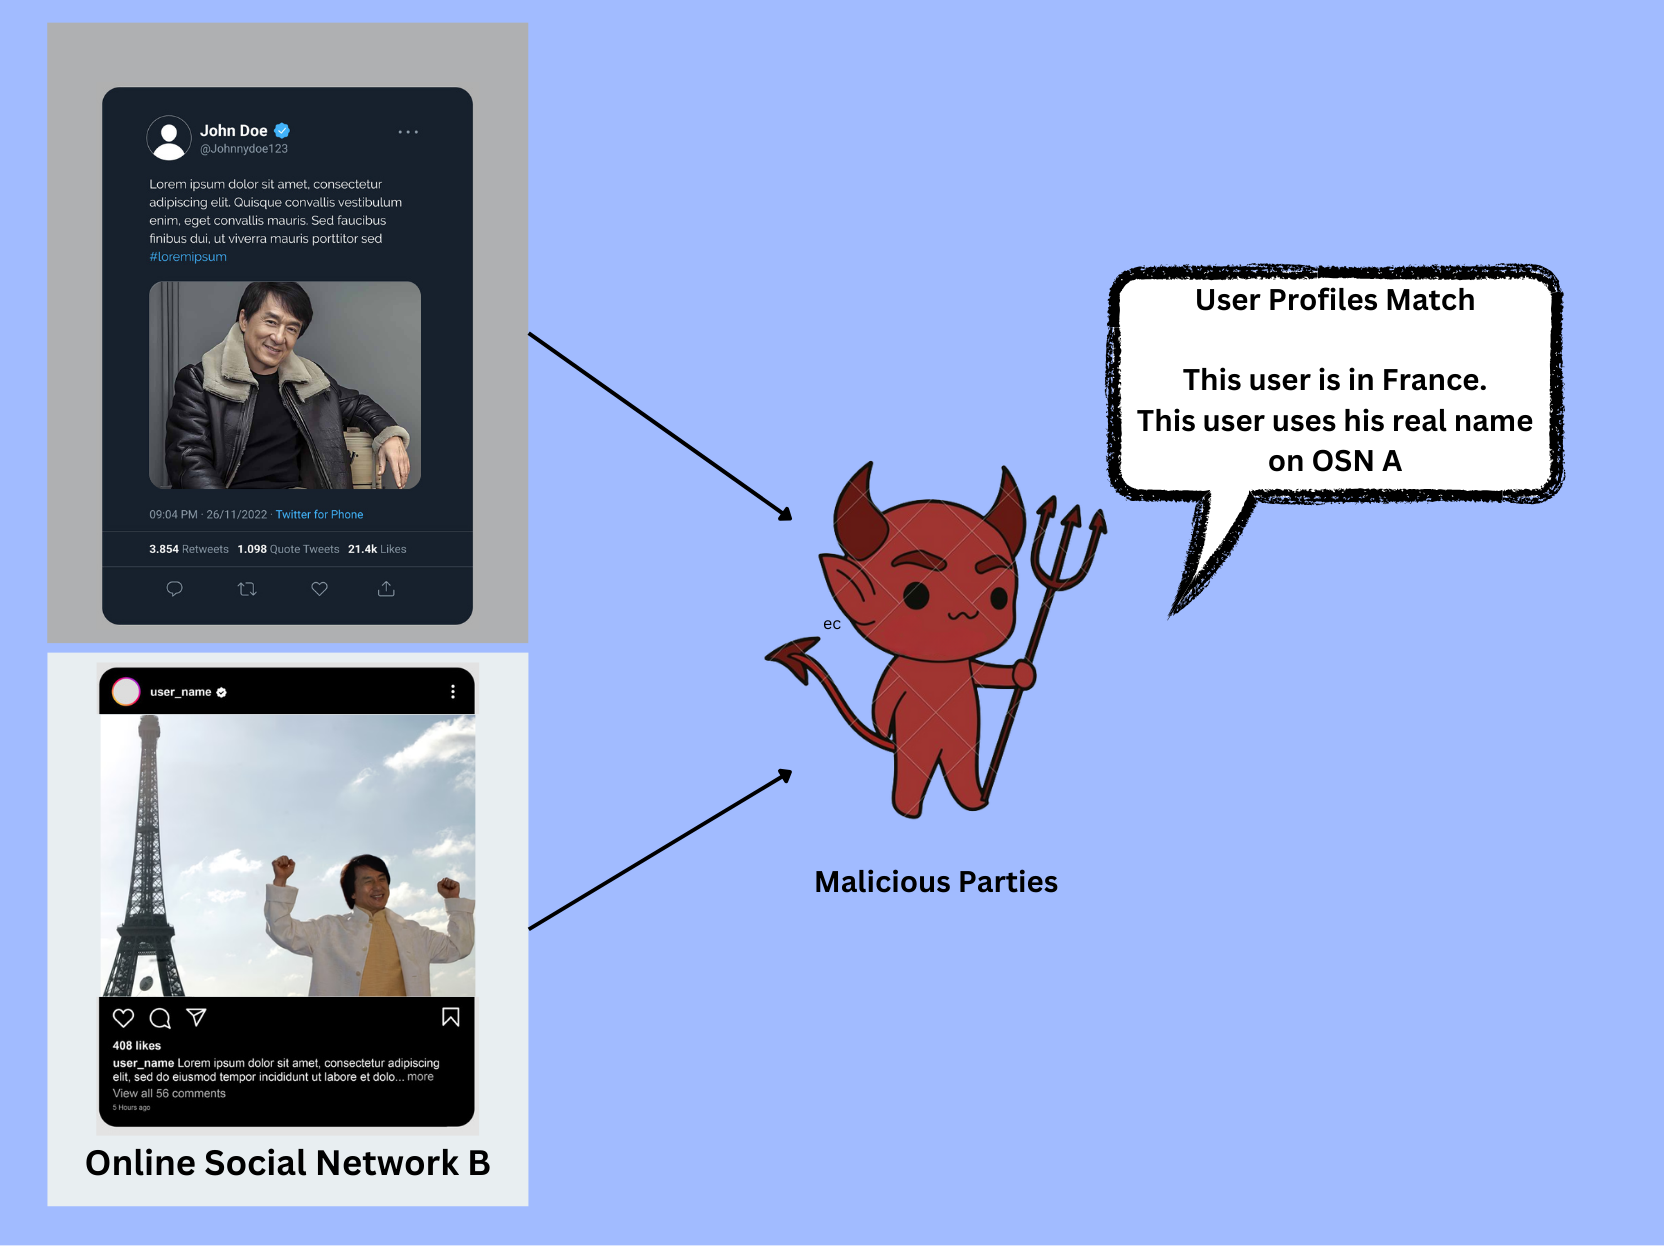 John Doe
@Johnnydoe123
Lorem ipsum dolor sit amet, consectetur
adipiscing elit. Quisque convallis vestibulum
enim, eget convallis mauris. Sed faucibus
finibus dui, ut viverra mauris porttitor sed
#loremipsum
09:04 PM · 26/11/2022 · Twitter for Phone
3.854 Retweets 1.098 Quote Tweets 21.4k Likes
user_name
408 likes
user_name Lorem ipsum dolor sit amet, consectetur adipiscing
elit, sed do eiusmod tempor incididunt ut labore et dolo... more
View all 56 comments
5 Hours ago
Online Social Network B
ec
Malicious Parties
User Profiles Match
This user is in France.
This user uses his real name
on OSN A